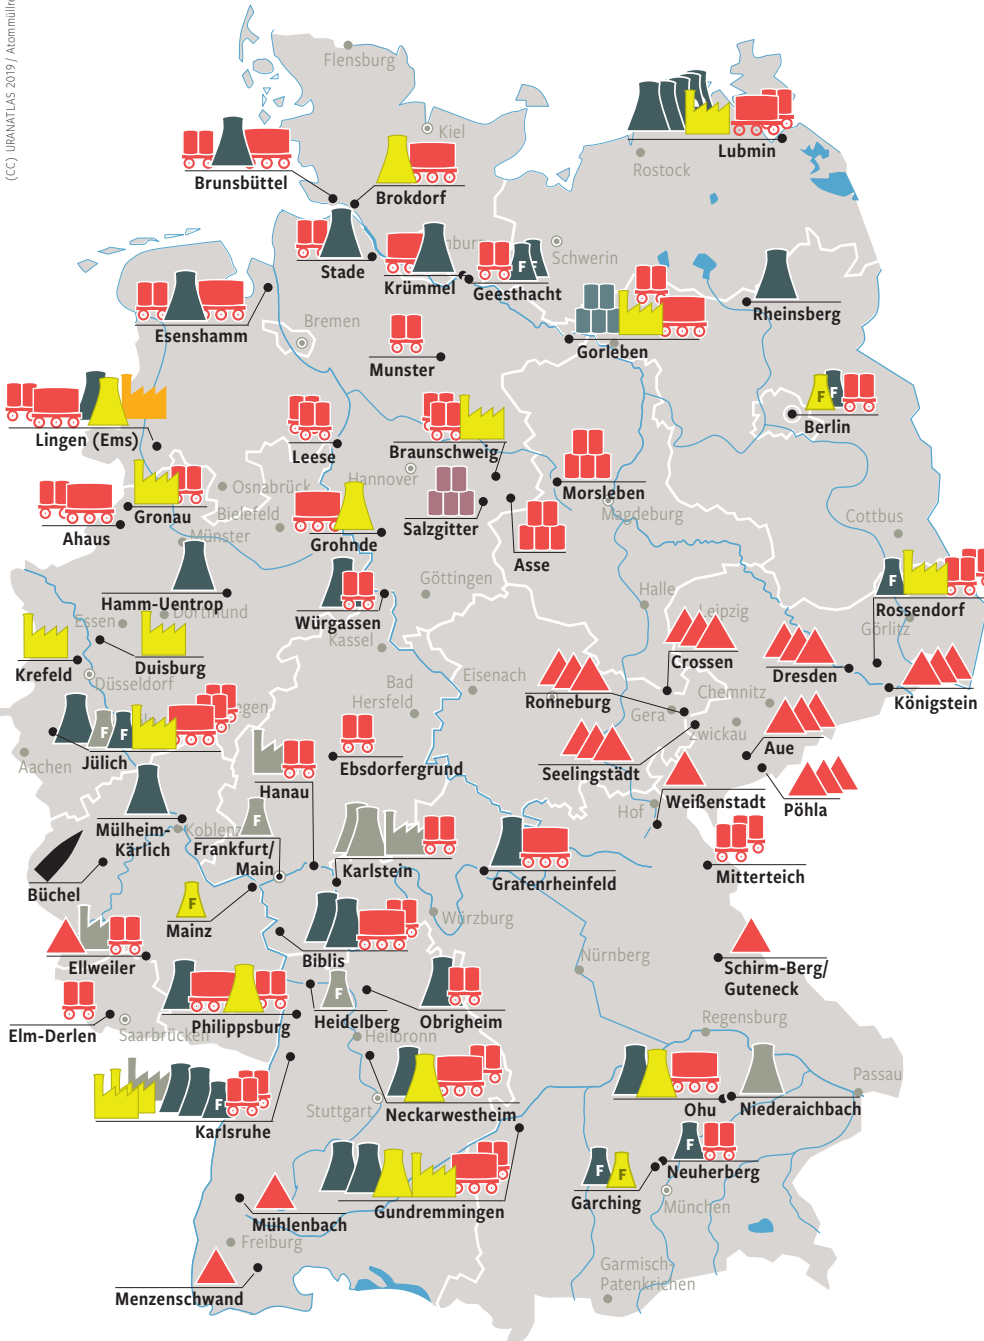 (CC) URANATLAS 2019 / Atommüllre
Flensburg
Kiel
Lubmin
Rostock
Brunsbüttel
Brokdorf
Stade
nburg
Krümmel
F
F
Geesthacht
Schwerin
Rheinsberg
Esenshamm
Bremen
Munster
Gorleben
Lingen (Ems)
Leese
Braunschweig
F
F
Berlin
Hannover
Osnabrück
Gronau
Bielefeld
Ahaus
Münster
Grohnde
Salzgitter
Morsleben
Magdeburg
Asse
Cottbus
Hamm-Uentrop
Göttingen
Würgassen
Kassel
Halle
Leipzig
F
Rossendorf
Görlitz
Essen
Dortmund
Krefeld
Duisburg
Düsseldorf
Crossen
Dresden
Königstein
Bad
Hersfeld
Eisenach
Ronneburg
Gera
Chemnitz
Zwickau
Aue
F
F
gen
Jülich
Aachen
Ebsdorfergrund
Seelingstädt
Weißenstadt
Pöhla
Hanau
Hof
Mülheim-
Kärlich
Koblenz
F
Frankfurt/
Main
Karlstein
Grafenrheinfeld
Mitterteich
Büchel
F
Mainz
Würzburg
Biblis
Nürnberg
Ellweiler
Schirm-Berg/
Guteneck
Elm-Derlen
Saarbrücken
Philippsburg
F
Heidelberg
Obrigheim
Heilbronn
Regensburg
F
Karlsruhe
Stuttgart
Neckarwestheim
Ohu
Niederaichbach
Passau
F
Neuherberg
F
F
Garching
München
Gundremmingen
Mühlenbach
Freiburg
Menzenschwand
Garmisch-
Patenkrichen